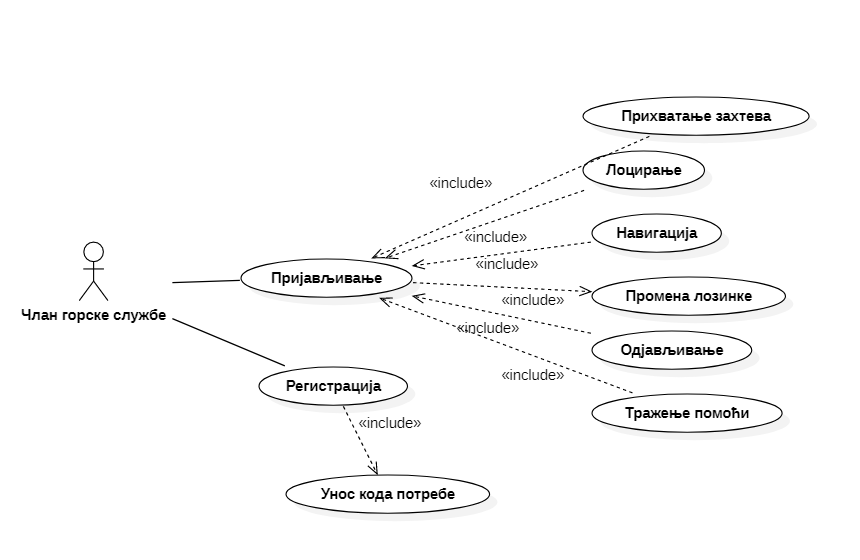 Прихватање захтева
Лоцирање
«include»
Навигација
«include»
«include»
Пријављивање
Промена лозинке
«include»
Члан горске службе
«include»
Одјављивање
«include»
Регистрација
Тражење помоћи
«include»
Унос кода потребе